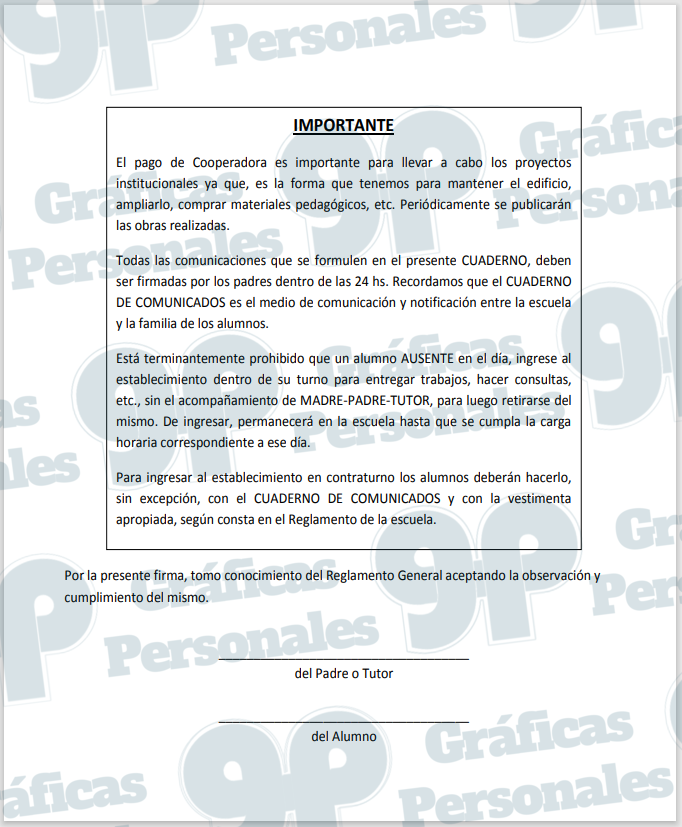 gp Personales
IMPORTANTE
El pago de Cooperadora es importante para llevar a cabo los proyectos
institucionales ya que, es la forma que tenemos para mantener el edificio,
ampliarlo, comprar materiales pedagógicos, etc. Periódicamente se publicarán
las obras realizadas.
Todas las comunicaciones que se formulen en el presente CUADERNO, deben
ser firmadas por los padres dentro de las 24 hs. Recordamos que el CUADERNO
DE COMUNICADOS es el medio de comunicación y notificación entre la escuela
y la familia de los alumnos.
Está terminantemente prohibido que un alumno AUSENTE en el día, ingrese al
establecimiento dentro de su turno para entregar trabajos, hacer consultas,
etc., sin el acompañamiento de MADRE-PADRE-TUTOR, para luego retirarse del
mismo. De ingresar, permanecerá en la escuela hasta que se cumpla la carga
horaria correspondiente a ese día.
Para ingresar al establecimiento en contraturno los alumnos deberán hacerlo,
sin excepción, con el CUADERNO DE COMUNICADOS y con la vestimenta
apropiada, según consta en el Reglamento de la escuela.
Por la presente firma, tomo conocimiento del Reglamento General aceptando la observación y
cumplimiento del mismo.
del Padre o Tutor
del Alumno
gp Gráficas
Personales